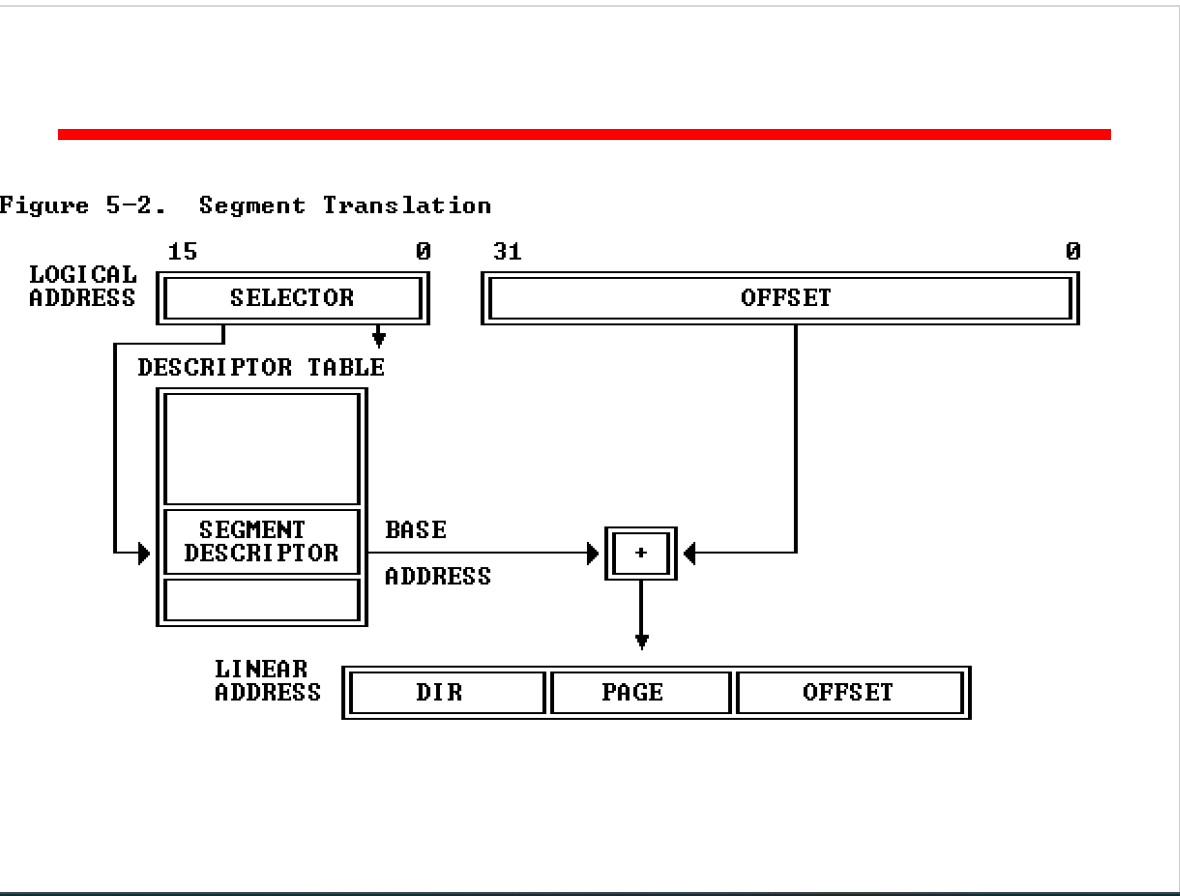 Figure 5-2. Segment Translation
15 0 31 0
LOGICAL
ADDRESS
SELECTOR
OFFSET
DESCRIPTOR TABLE
SEGMENT
DESCRIPTOR
BASE
ADDRESS
+
LINEAR
ADDRESS
DIR
PAGE
OFFSET